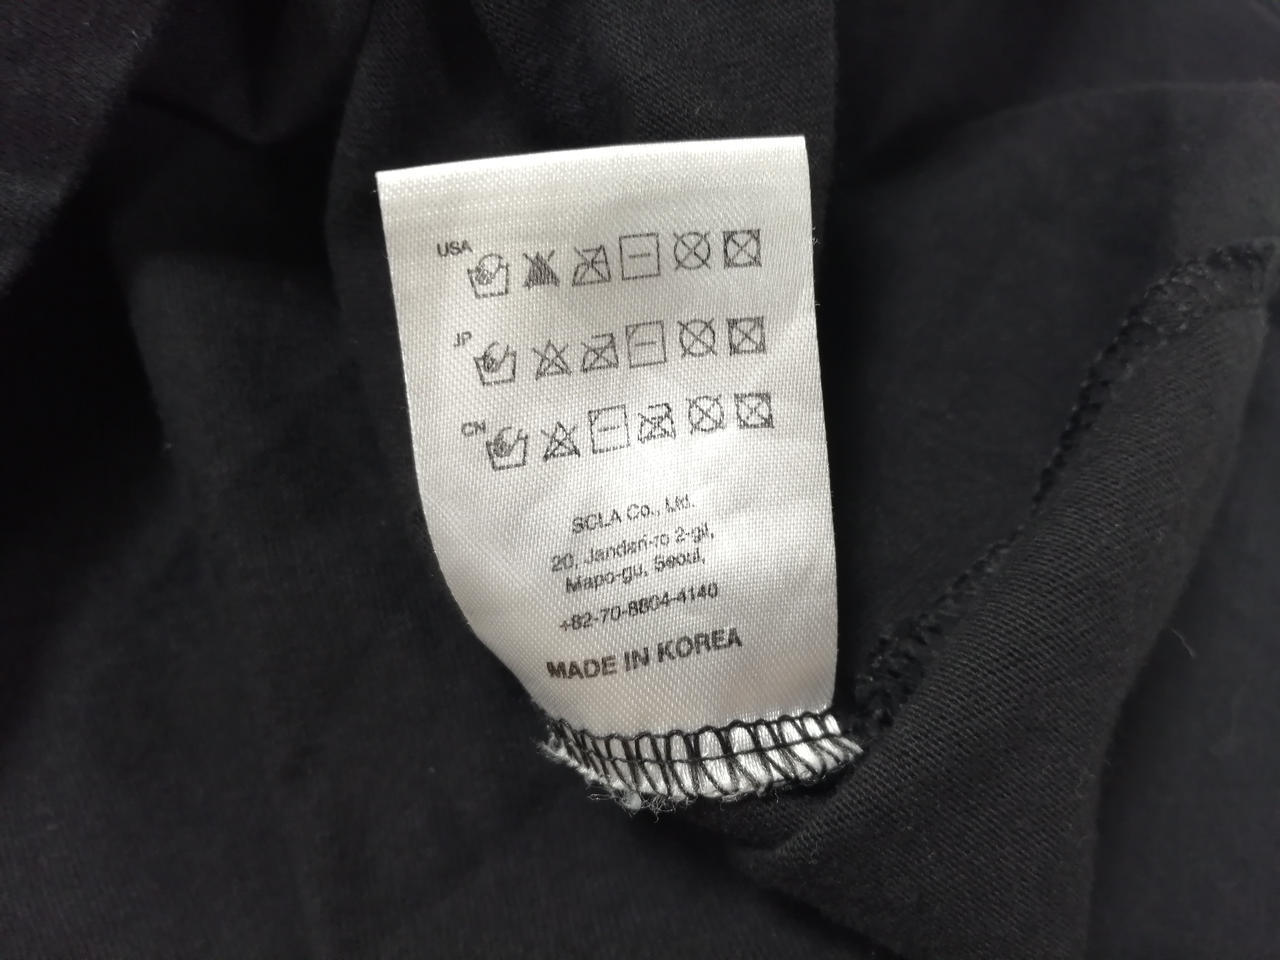 USA
JP
CN
SCLA Co., Ltd.
20, Jandari-ro 2-gil,
Mapo-gu, Seoul,
+82-70-8804-4140
MADE IN KOREA